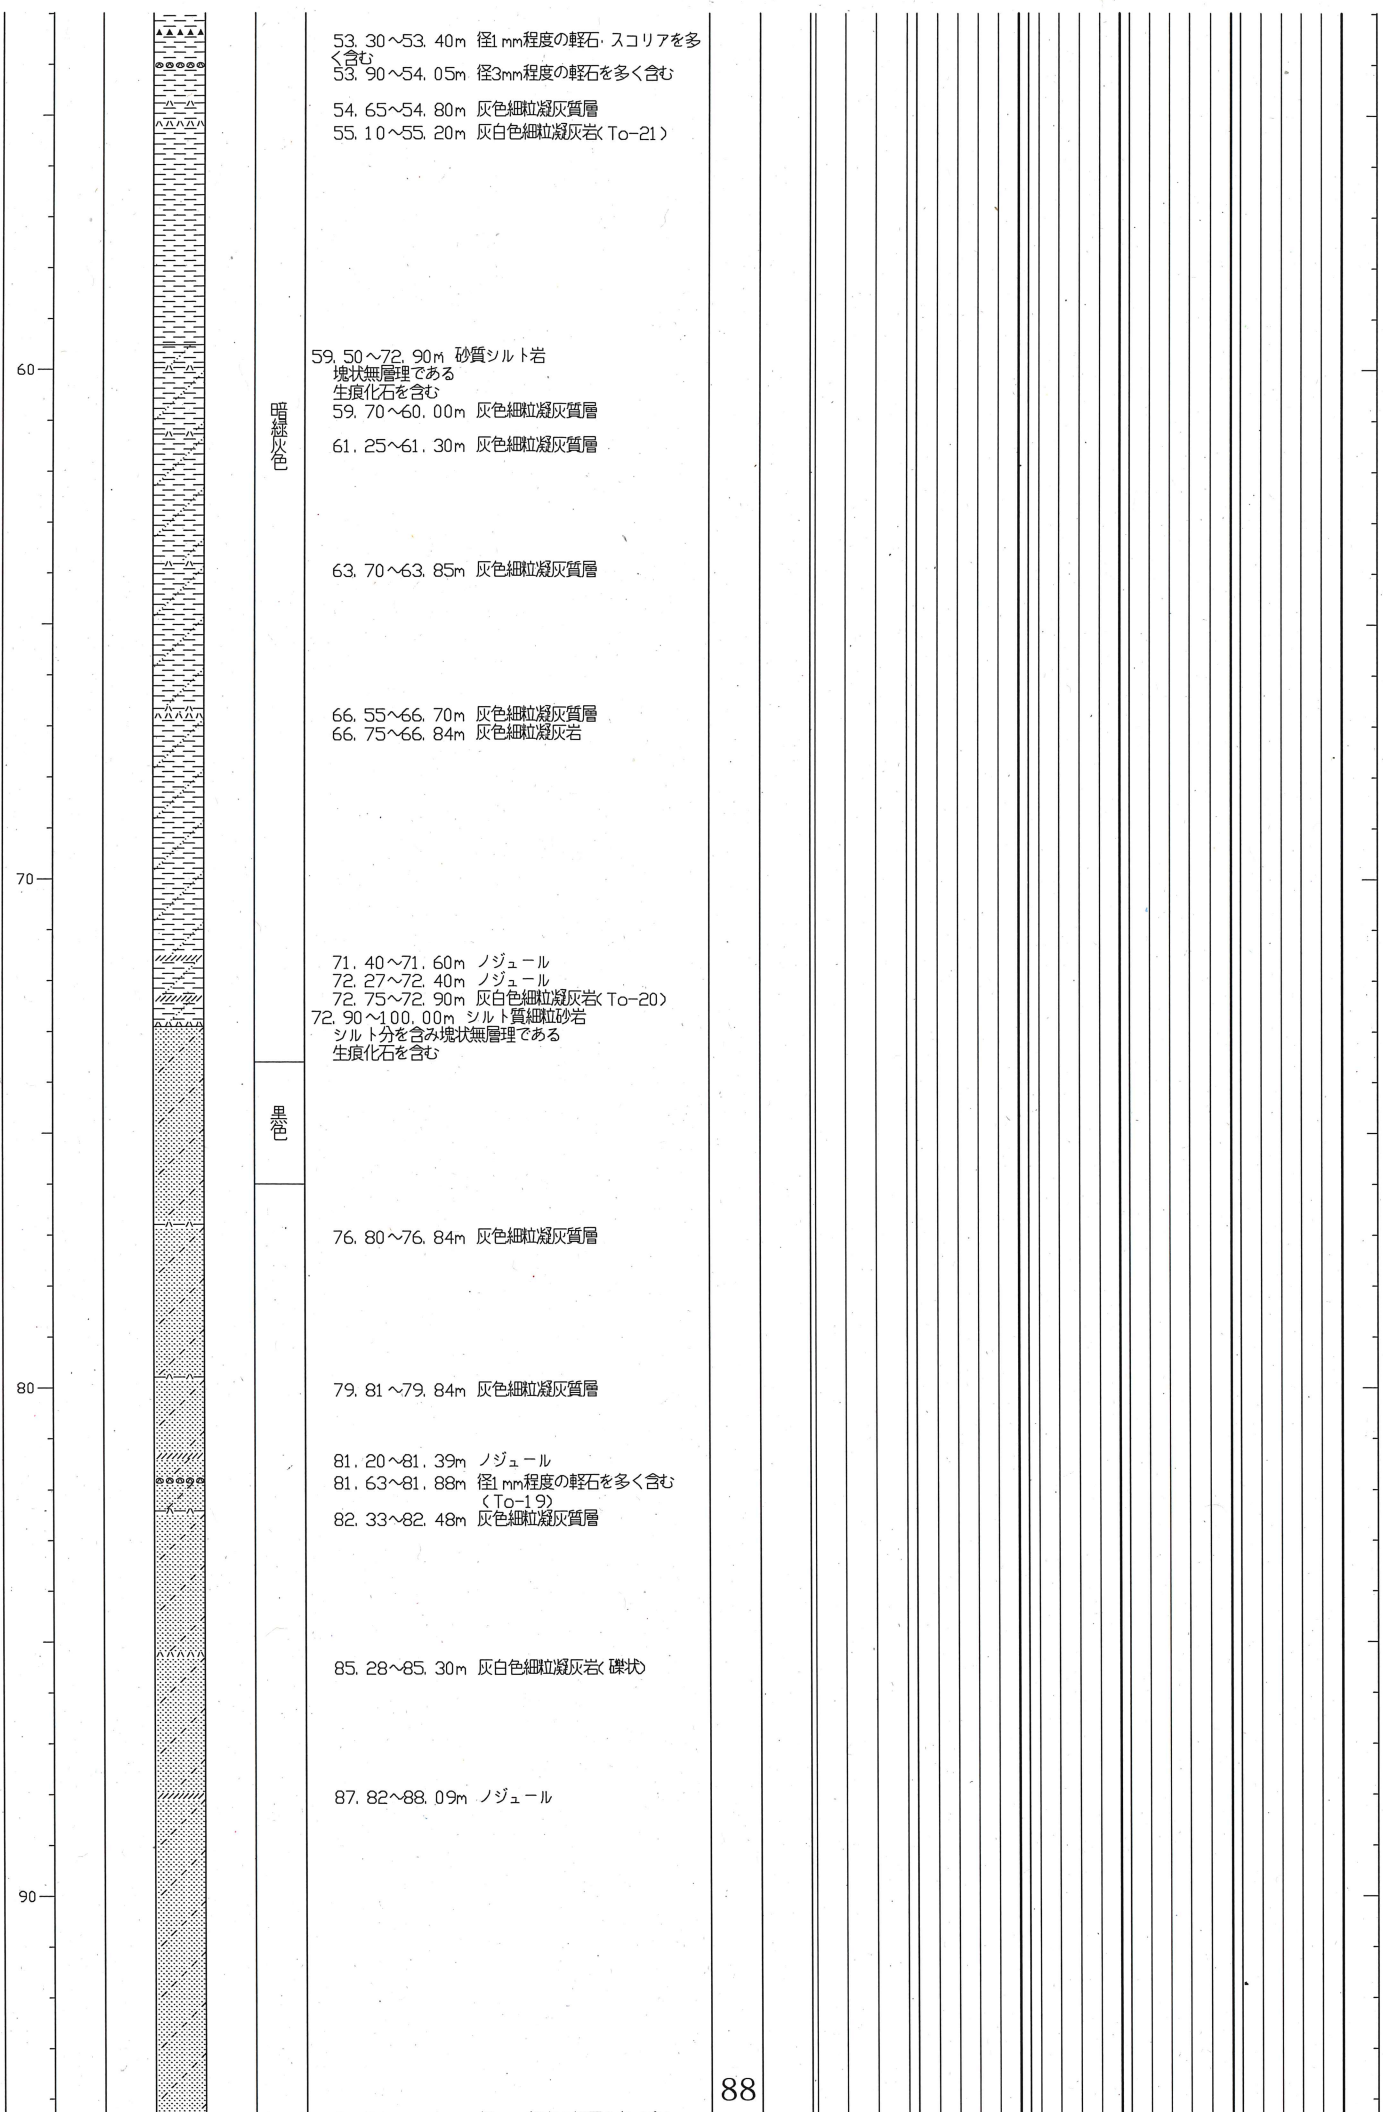 53.30~53.40m 径1mm程度の軽石・スコリアを多
く含む
53.90~54.05m 径3mm程度の軽石を多く含む
54.65~54.80m 灰色細粒凝灰質層
55.10~55.20m 灰白色細粒凝灰岩(To-21)
59.50~72.90m 砂質シルト岩
60
塊状無層理である
生痕化石を含む
59.70~60.00m 灰色細粒凝灰質層
暗緑灰色
61.25~61.30m 灰色細粒凝灰質層
63.70~63.85m 灰色細粒凝灰質層
66.55~66.70m 灰色細粒凝灰質層
66.75~66.84m 灰色細粒凝灰岩
70
71.40~71.60m ノジュール
72.27~72.40m ノジュール
72.75~72.90m 灰白色細粒凝灰岩(To-20)
72.90~100.00m シルト質細粒砂岩
シルト分を含み塊状無層理である
生痕化石を含む
黒色
76.80~76.84m 灰色細粒凝灰質層
80
79.81~79.84m 灰色細粒凝灰質層
81.20~81.39m ノジュール
81.63~81.88m 径1mm程度の軽石を多く含む
(To-19)
82.33~82.48m 灰色細粒凝灰質層
85.28~85.30m 灰白色細粒凝灰岩(礫状)
87.82~88.09m ノジュール
90
88